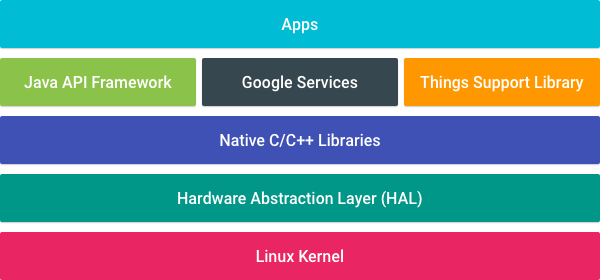 Apps
Java API Framework
Google Services
Things Support Library
Native C/C++ Libraries
Hardware Abstraction Layer (HAL)
Linux Kernel